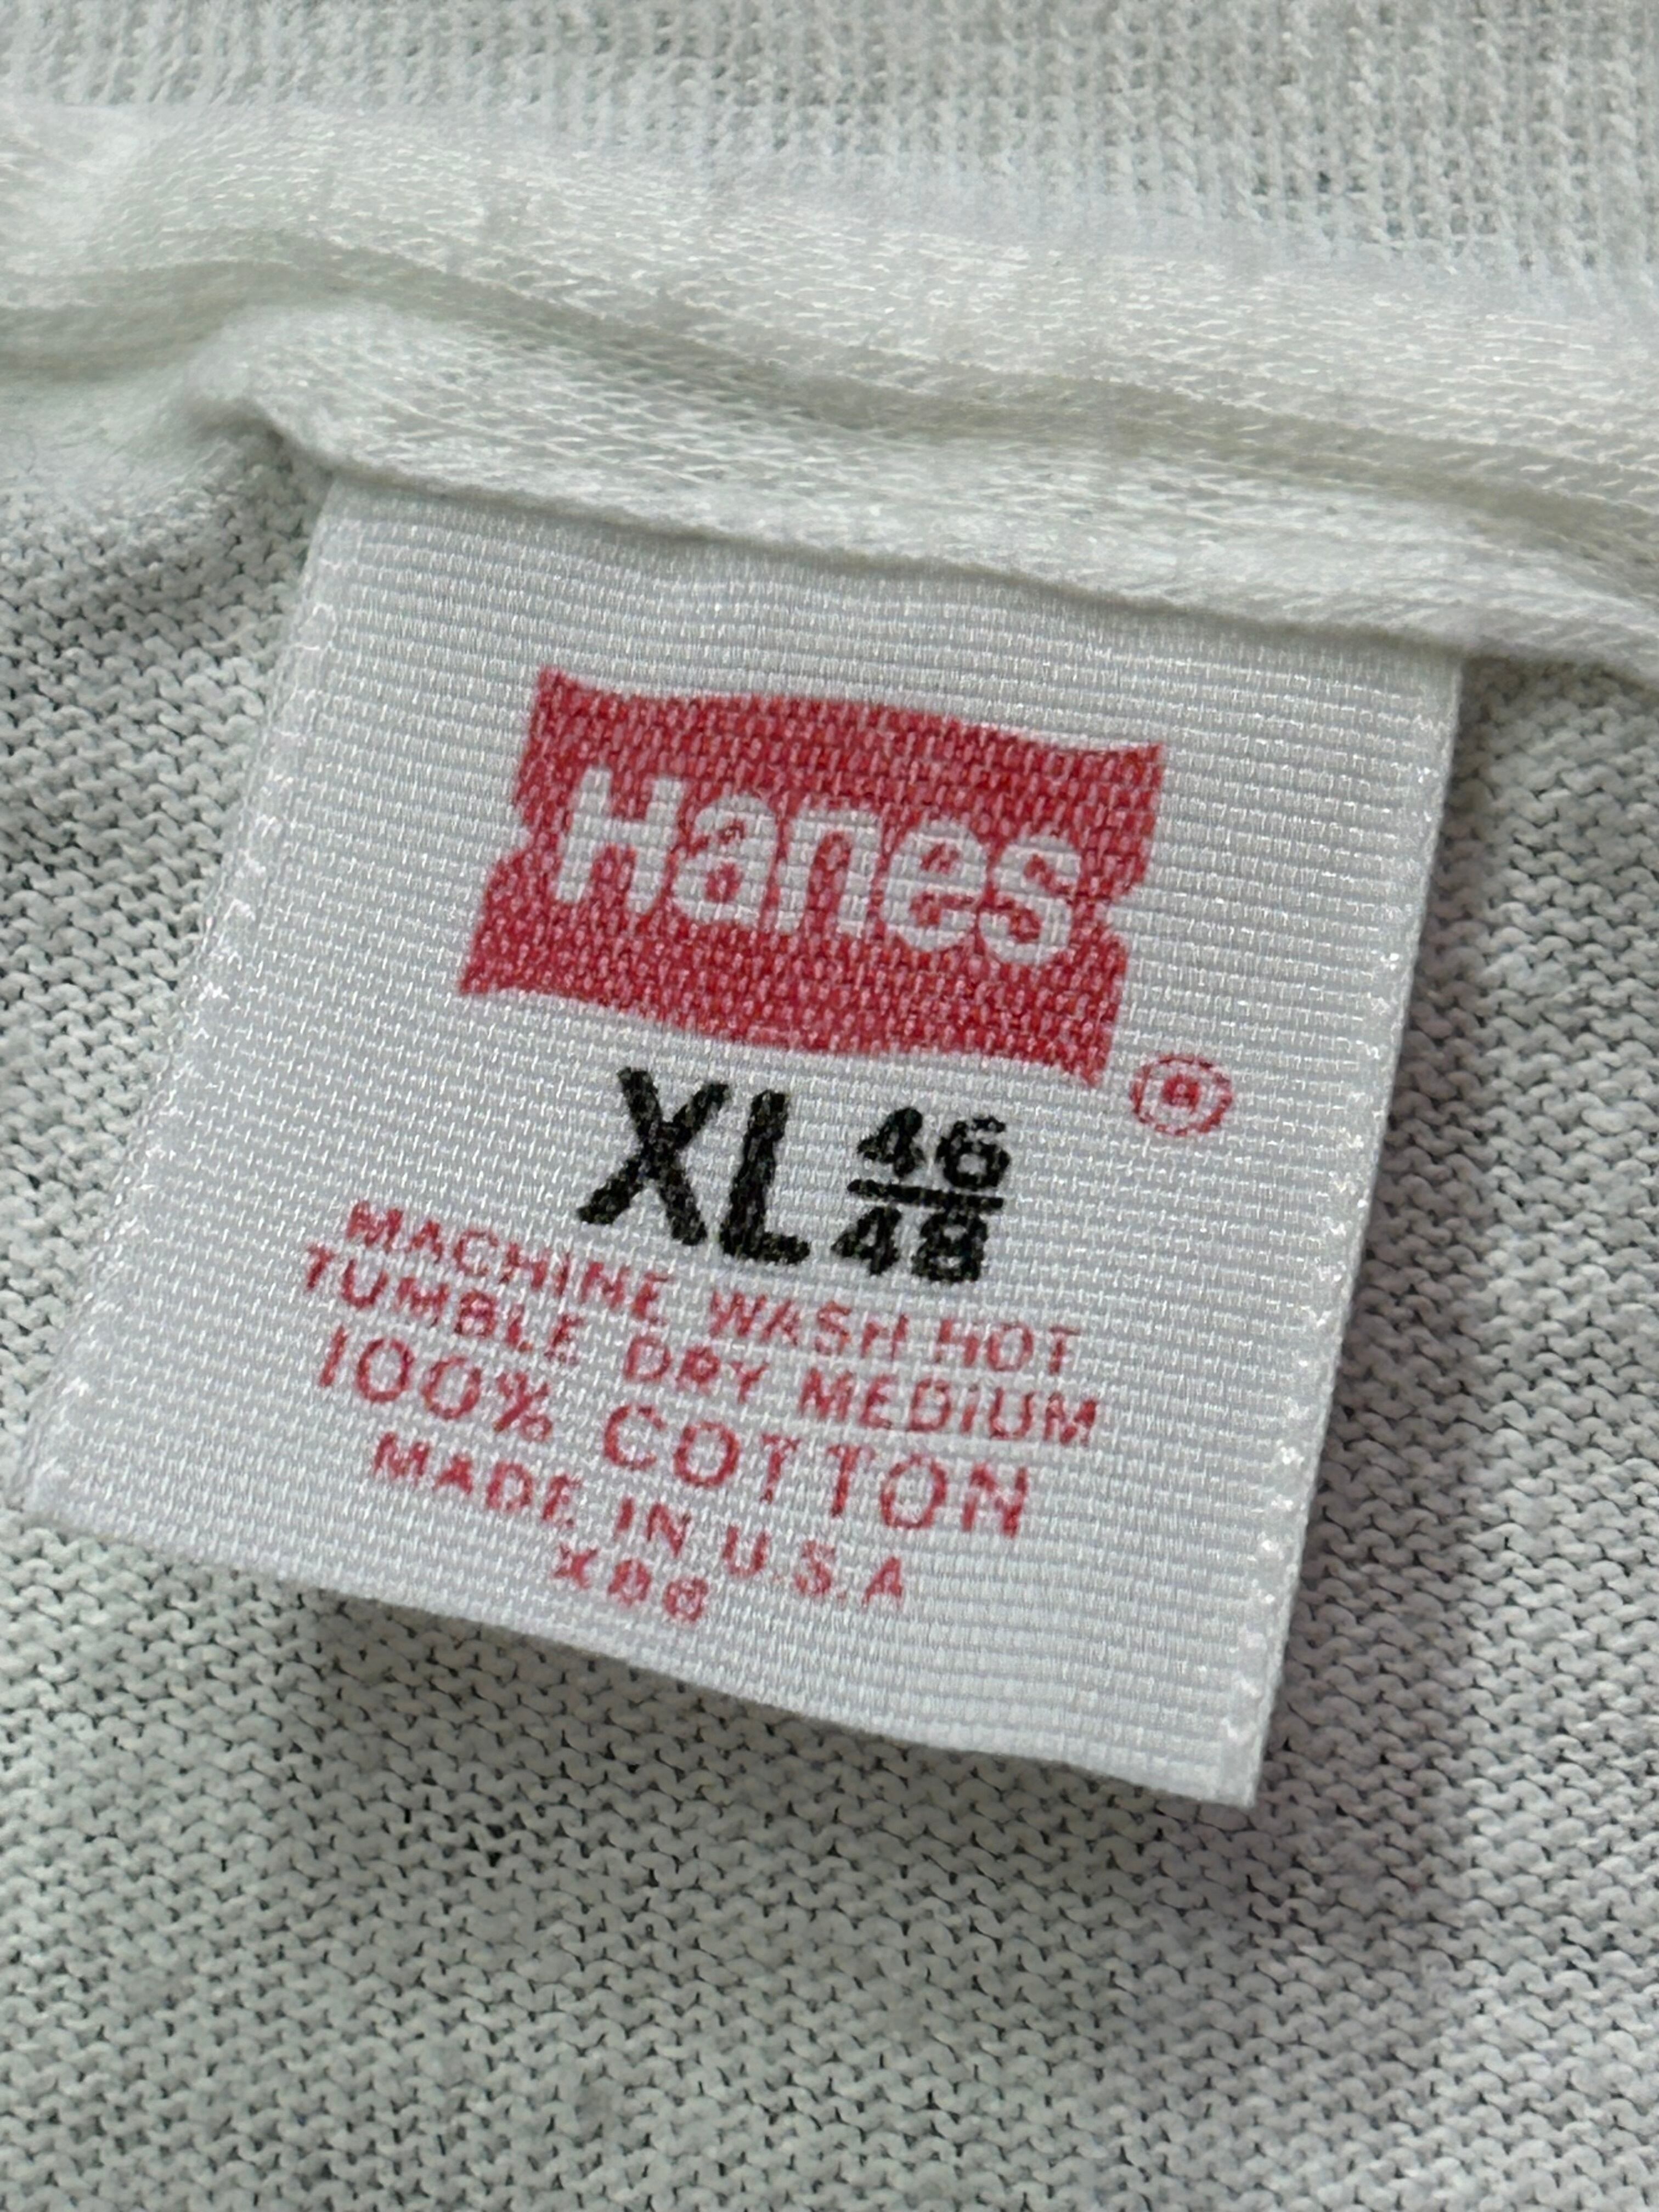 Hanes
®
XL 46/48
MACHINE WASH HOT
TUMBLE DRY MEDIUM
100% COTTON
MADE IN U.S.A